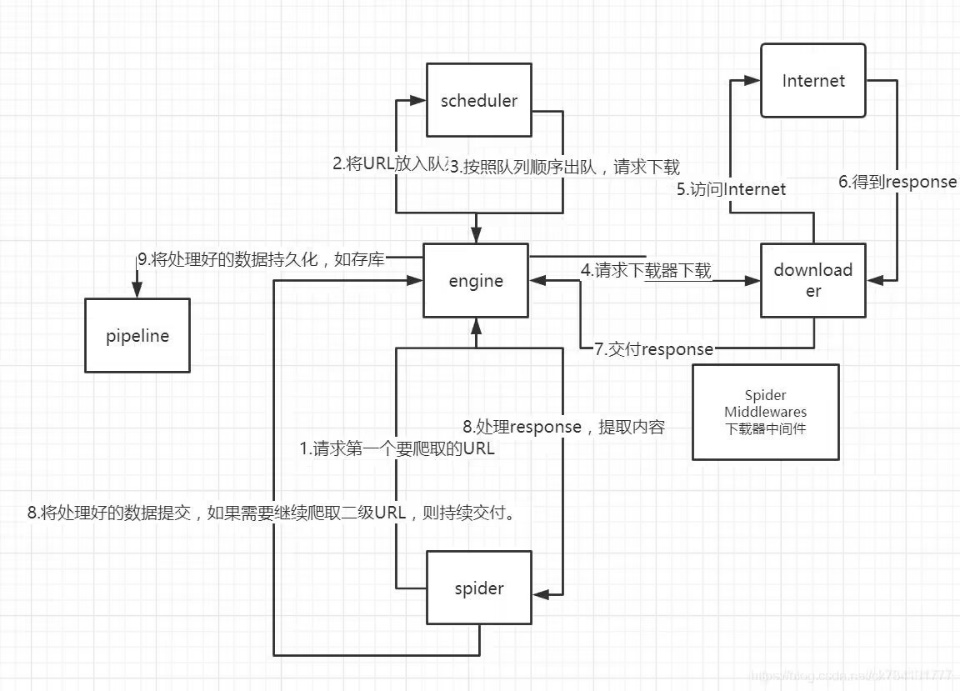 Internet
scheduler
2.将URL放入队
3.按照队列顺序出队，请求下载
5.访问Internet
6.得到response
9.将处理好的数据持久化，如存库
engine
4.请求下载器下载
download
er
pipeline
7.交付response
Spider
Middlewares
下载器中间件
8.处理response，提取内容
1.请求第一个要爬取的URL
8.将处理好的数据提交，如果需要继续爬取二级URL，则持续交付。
spider